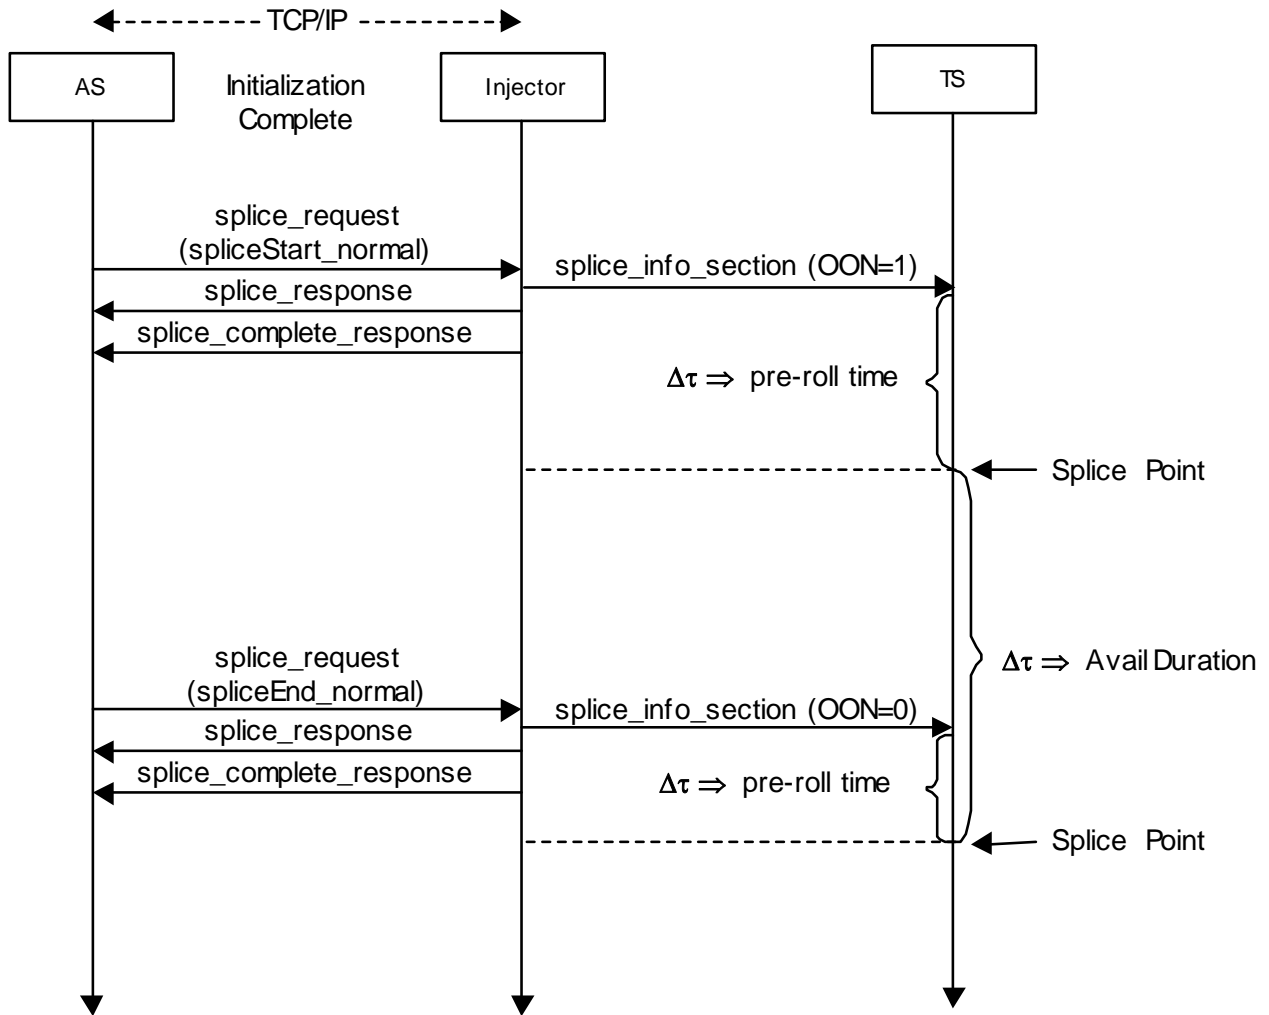 TCP/IP
AS
Initialization
Complete
Injector
TS
splice_request
(spliceStart_normal)
splice_info_section (OON=1)
splice_response
splice_complete_response
Δτ ⇒ pre-roll time
Splice Point
splice_request
(spliceEnd_normal)
Δτ ⇒ Avail Duration
splice_info_section (OON=0)
splice_response
splice_complete_response
Δτ ⇒ pre-roll time
Splice Point